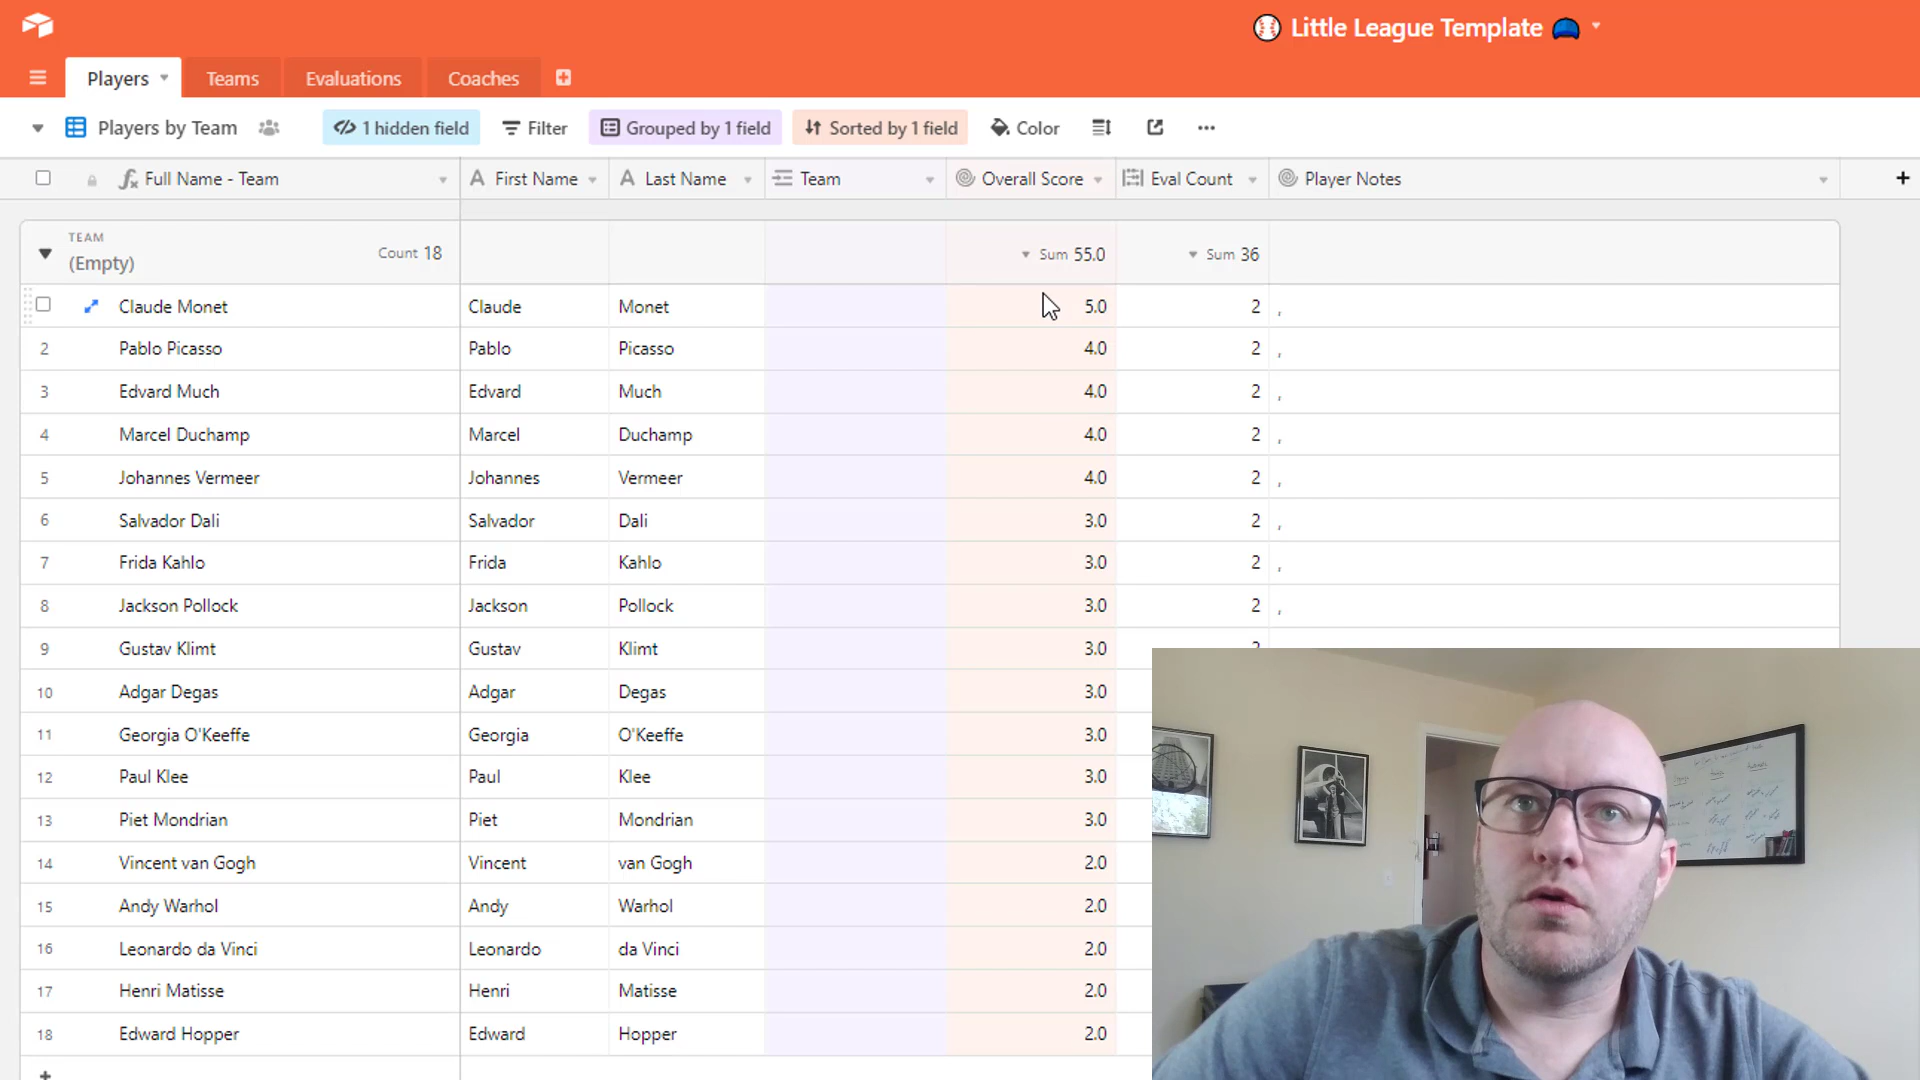 Little League Template
Players Teams Evaluations Coaches
Players by Team 1 hidden field Filter Grouped by 1 field Sorted by 1 field Color
Full Name - Team First Name Last Name Team Overall Score Eval Count Player Notes
TEAM
(Empty) Count 18 Sum 55.0 Sum 36
Claude Monet Claude Monet 5.0 2 ,
2 Pablo Picasso Pablo Picasso 4.0 2 ,
3 Edvard Much Edvard Much 4.0 2 ,
4 Marcel Duchamp Marcel Duchamp 4.0 2 ,
5 Johannes Vermeer Johannes Vermeer 4.0 2 ,
6 Salvador Dali Salvador Dali 3.0 2 ,
7 Frida Kahlo Frida Kahlo 3.0 2 ,
8 Jackson Pollock Jackson Pollock 3.0 2 ,
9 Gustav Klimt Gustav Klimt 3.0
10 Adgar Degas Adgar Degas 3.0
11 Georgia O'Keeffe Georgia O'Keeffe 3.0
12 Paul Klee Paul Klee 3.0
13 Piet Mondrian Piet Mondrian 3.0
14 Vincent van Gogh Vincent van Gogh 2.0
15 Andy Warhol Andy Warhol 2.0
16 Leonardo da Vinci Leonardo da Vinci 2.0
17 Henri Matisse Henri Matisse 2.0
18 Edward Hopper Edward Hopper 2.0